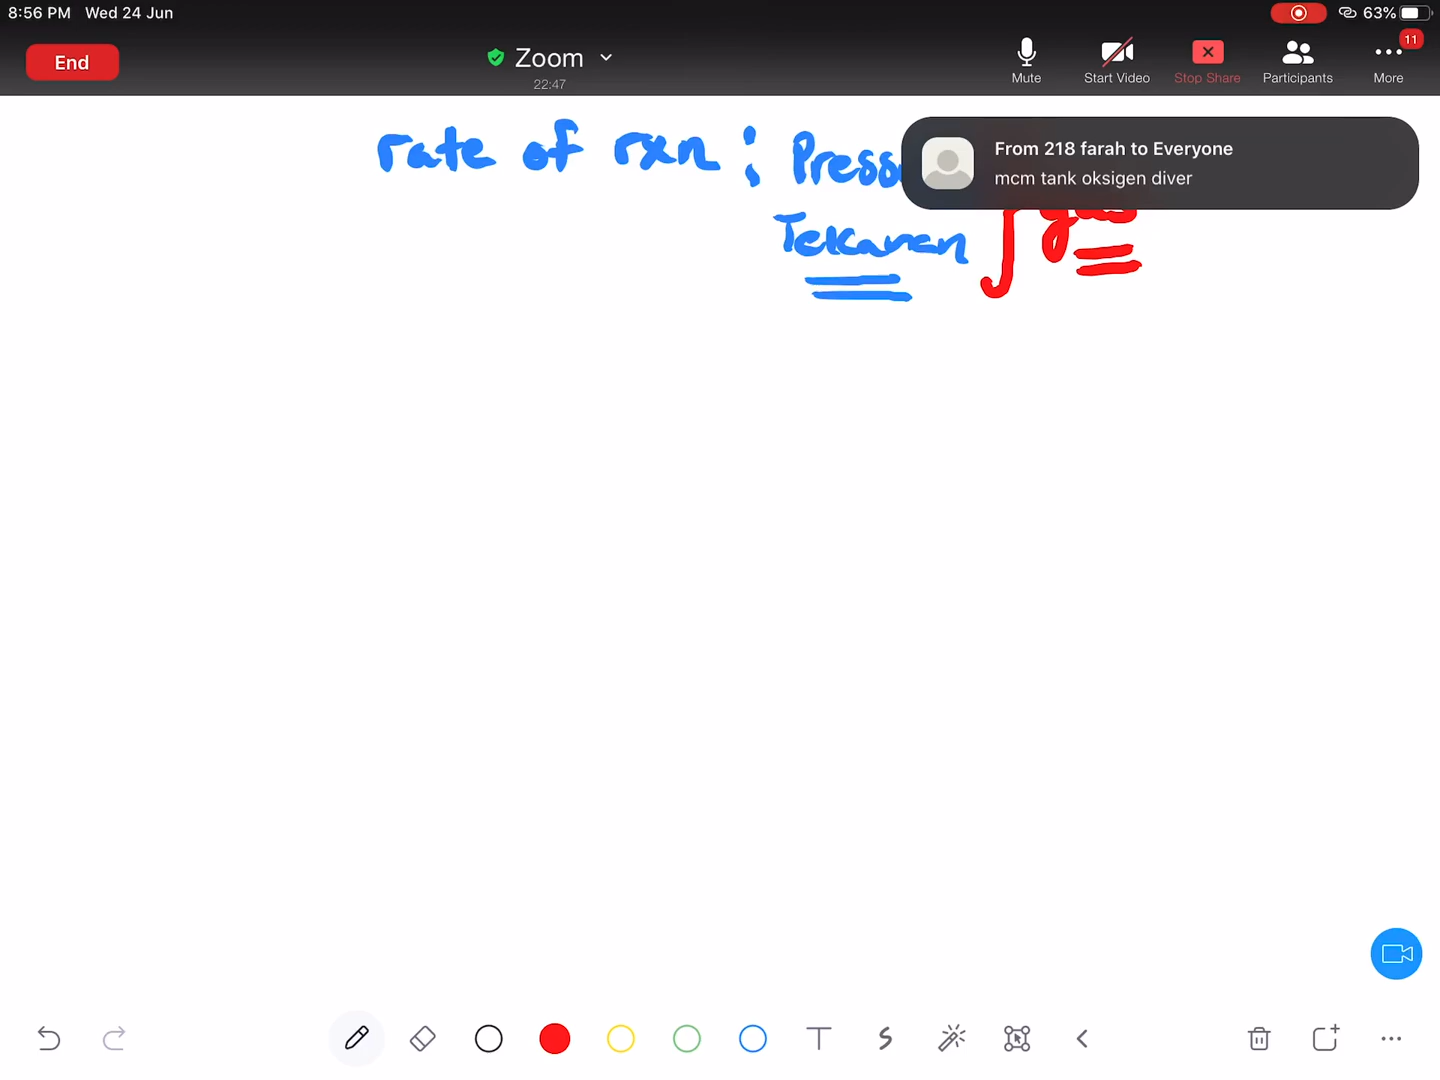 8:56 PM Wed 24 Jun
63%
End
Zoom
22:47
Mute
Start Video
Stop Share
Participants
11
More
rate of rxn :
From 218 farah to Everyone
mcm tank oksigen diver
Tekanan
T